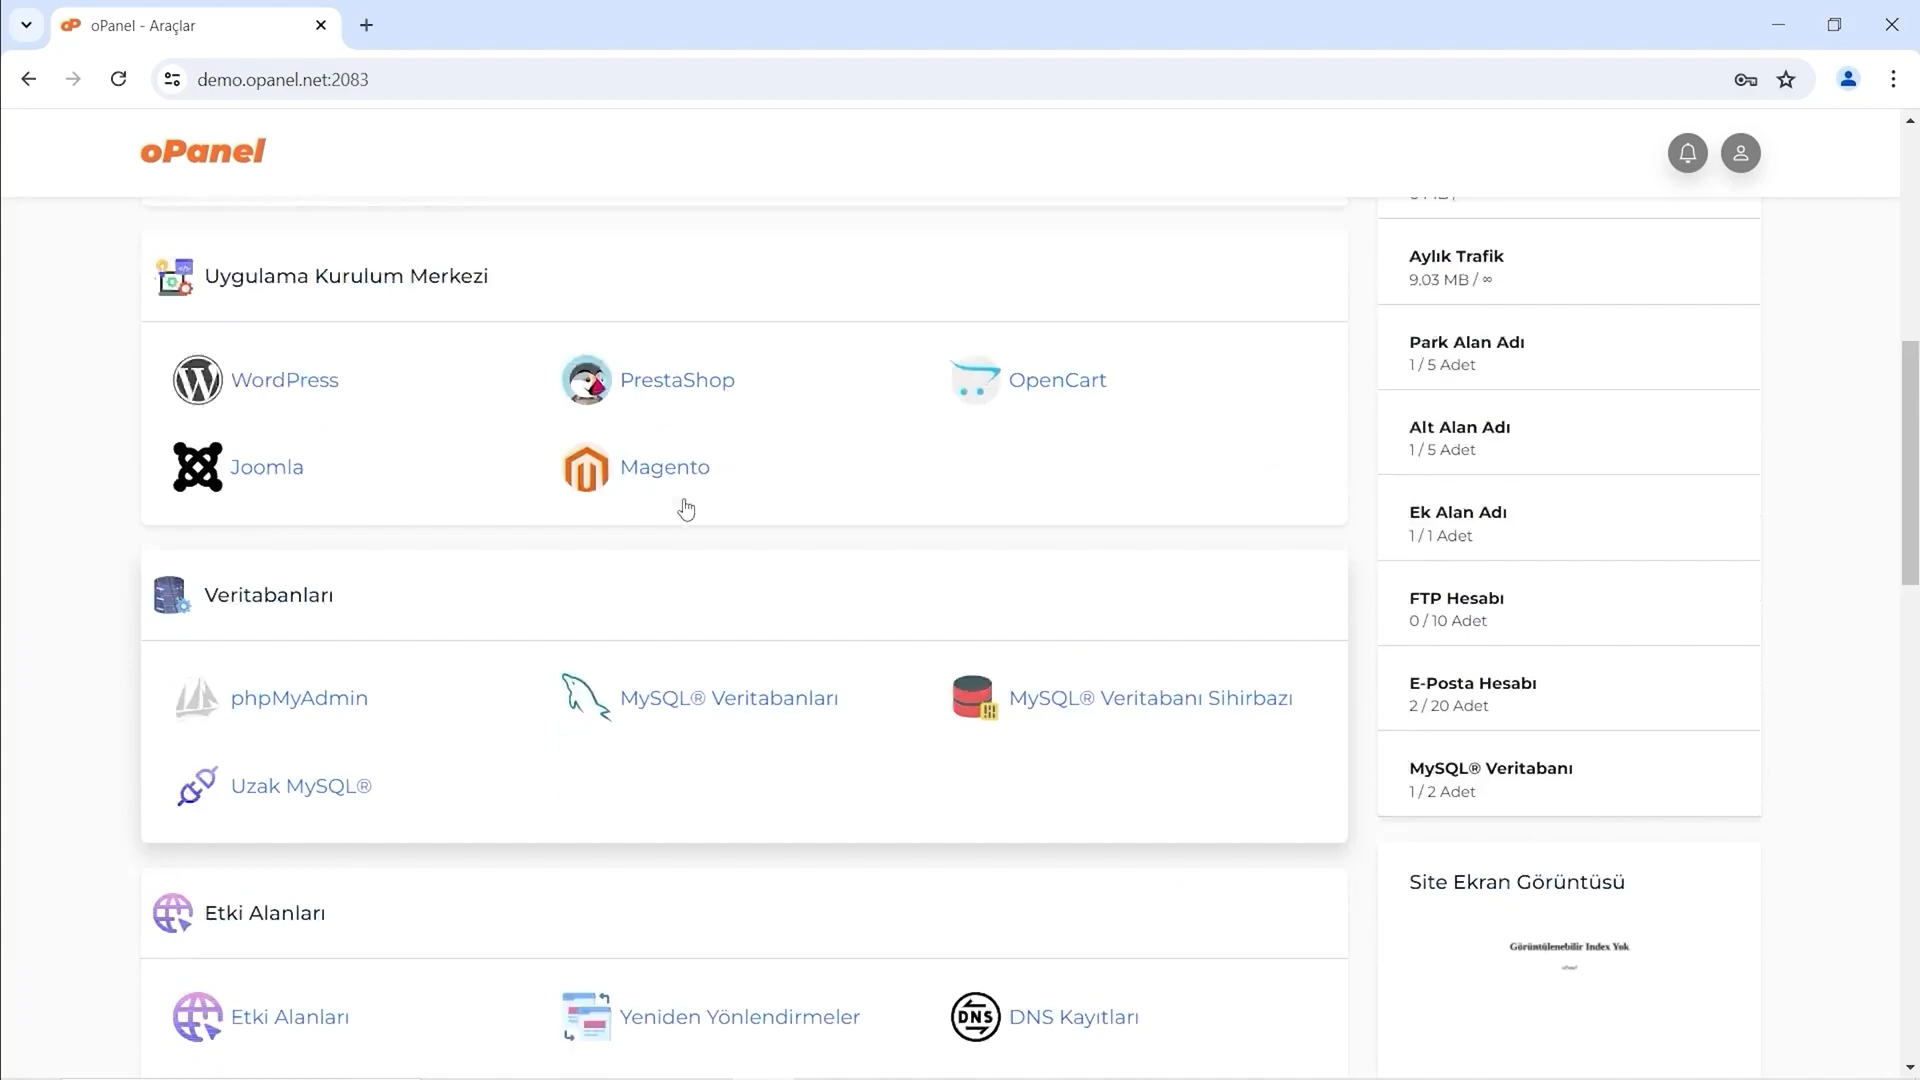 oPanel - Araçlar
demo.opanel.net:2083
oPanel
Uygulama Kurulum Merkezi
WordPress
PrestaShop
OpenCart
Joomla
Magento
Veritabanları
phpMyAdmin
MySQL® Veritabanları
MySQL® Veritabanı Sihirbazı
Uzak MySQL®
Etki Alanları
Etki Alanları
Yeniden Yönlendirmeler
DNS
DNS Kayıtları
Aylık Trafik
9.03 MB / ∞
Park Alan Adı
1 / 5 Adet
Alt Alan Adı
1 / 5 Adet
Ek Alan Adı
1 / 1 Adet
FTP Hesabı
0 / 10 Adet
E-Posta Hesabı
2 / 20 Adet
MySQL® Veritabanı
1 / 2 Adet
Site Ekran Görüntüsü
Görüntülenebilir Index Yok